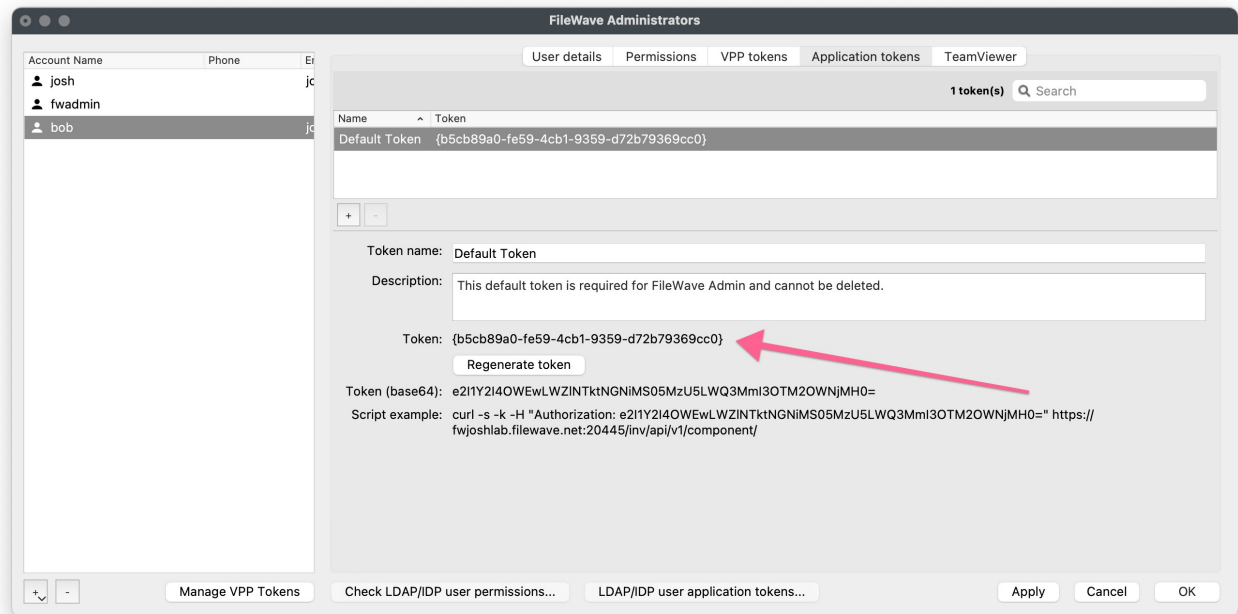 FileWave Administrators
User details Permissions VPP tokens Application tokens TeamViewer
Account Name Phone
josh
fwadmin
bob
1 token(s) Search
Name Token
Default Token {b5cb89a0-fe59-4cb1-9359-d72b79369cc0}
+ -
Token name: Default Token
Description: This default token is required for FileWave Admin and cannot be deleted.
Token: {b5cb89a0-fe59-4cb1-9359-d72b79369cc0}
Regenerate token
Token (base64): e2I1Y2I4OWEwLWZlNTktNGNiMS05MzU5LWQ3MmI3OTM2OWNjMH0=
Script example: curl -s -k -H "Authorization: e2I1Y2I4OWEwLWZlNTktNGNiMS05MzU5LWQ3MmI3OTM2OWNjMH0=" https://
fwjoshlab.filewave.net:20445/inv/api/v1/component/
+ - Manage VPP Tokens Check LDAP/IDP user permissions... LDAP/IDP user application tokens... Apply Cancel OK